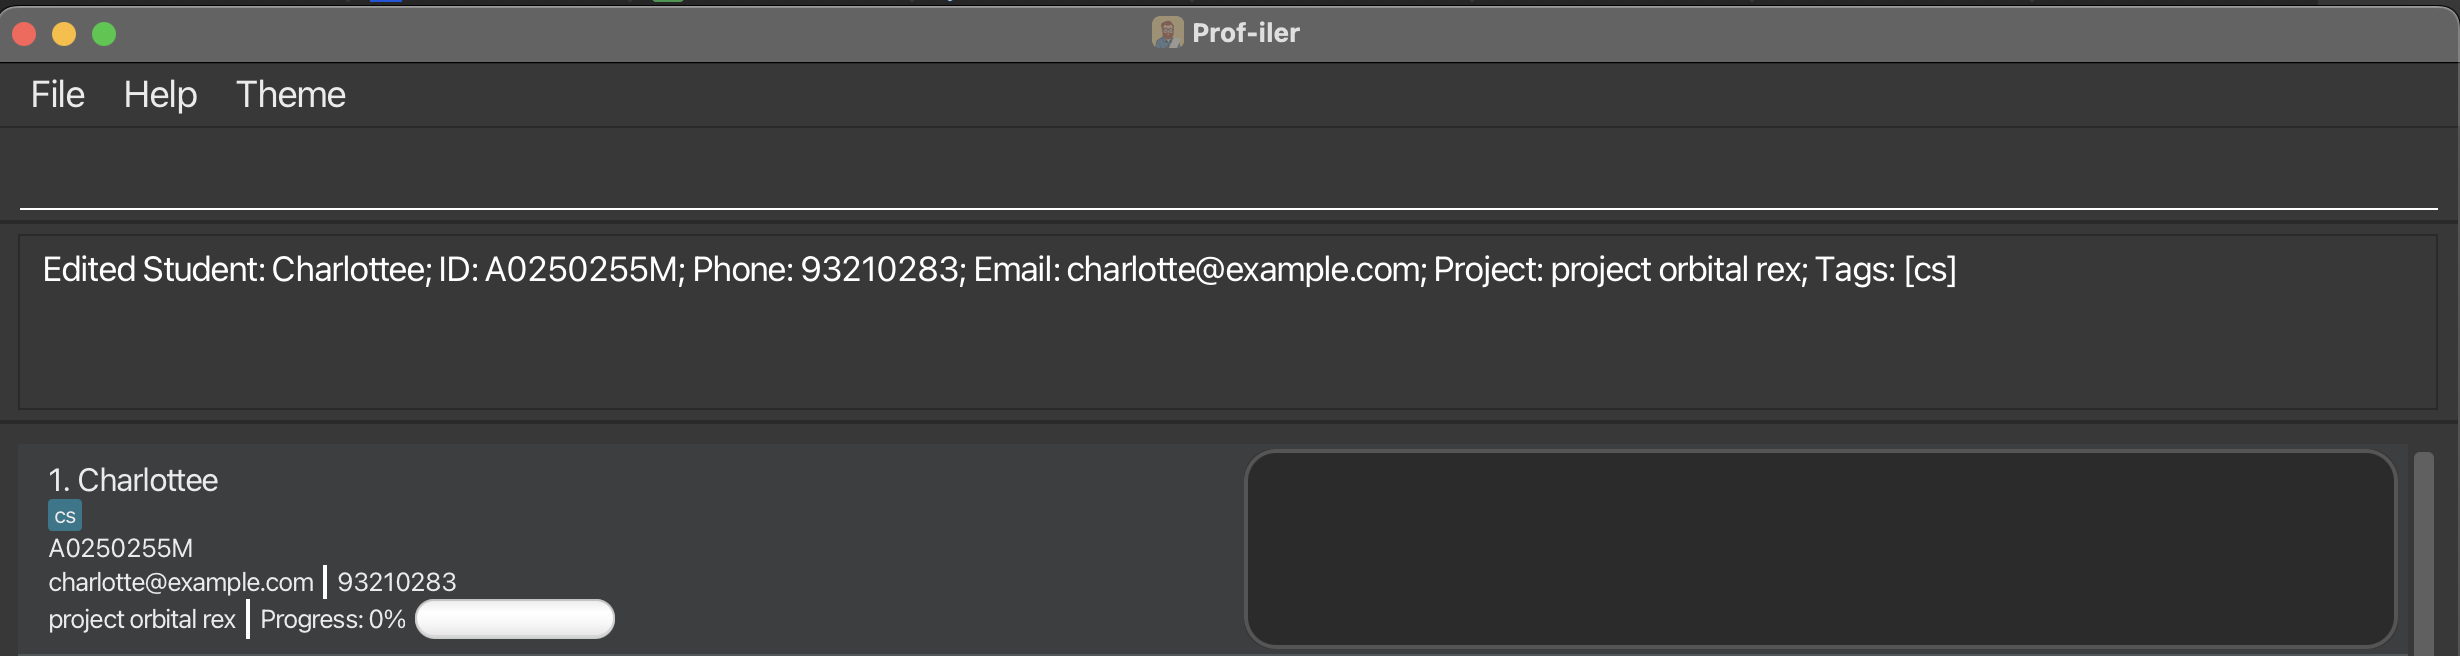 Prof-iler
File Help Theme
Edited Student: Charlottee; ID: A0250255M; Phone: 93210283; Email: charlotte@example.com; Project: project orbital rex; Tags: [cs]
1. Charlottee
cs
A0250255M
charlotte@example.com | 93210283
project orbital rex | Progress: 0%